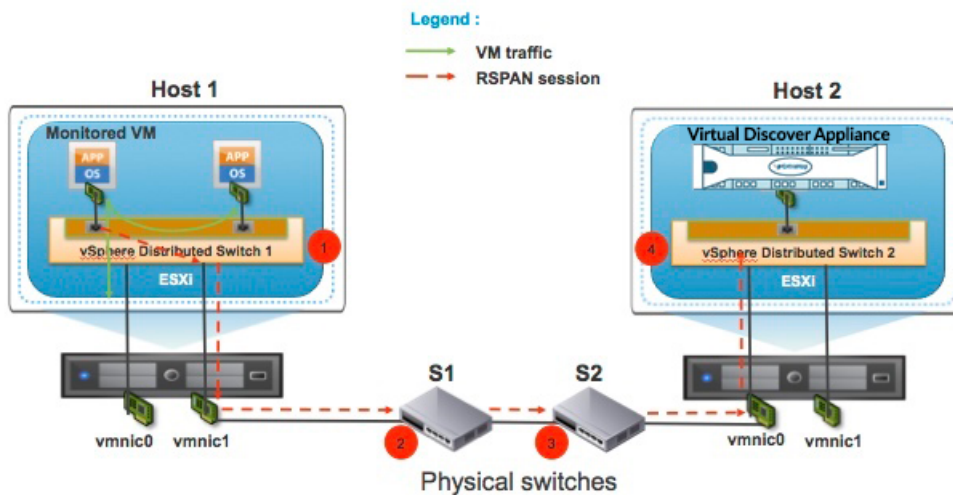 Legend :
VM traffic
RSPAN session
Host 1
Host 2
Monitored VM
APP
OS
APP
OS
Virtual Discover Appliance
vSphere Distributed Switch 1
1
ESXi
4
vSphere Distributed Switch 2
ESXi
S1
S2
vmnic0
vmnic1
2
3
vmnic0
vmnic1
Physical switches